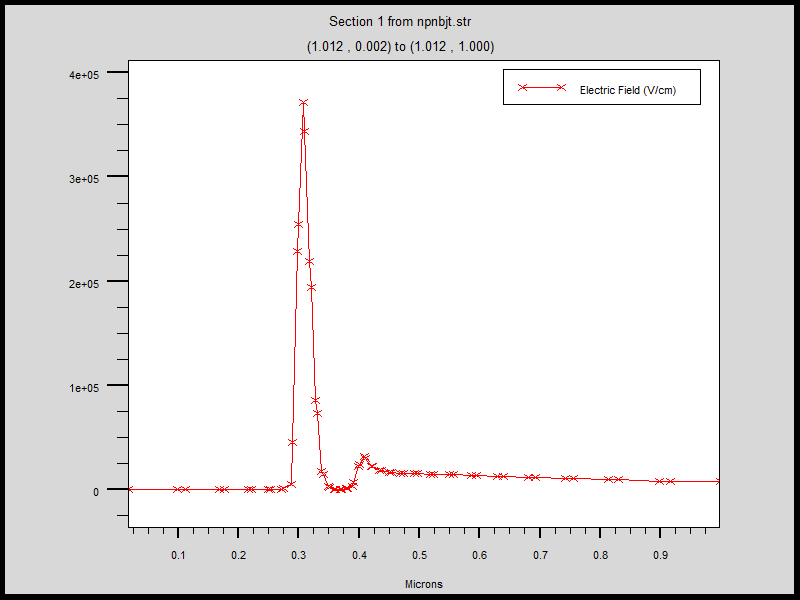 Section 1 from npnbjt.str
(1.012 , 0.002) to (1.012 , 1.000)
Electric Field (V/cm)
4e+05
3e+05
2e+05
1e+05
0
0.1 0.2 0.3 0.4 0.5 0.6 0.7 0.8 0.9
Microns